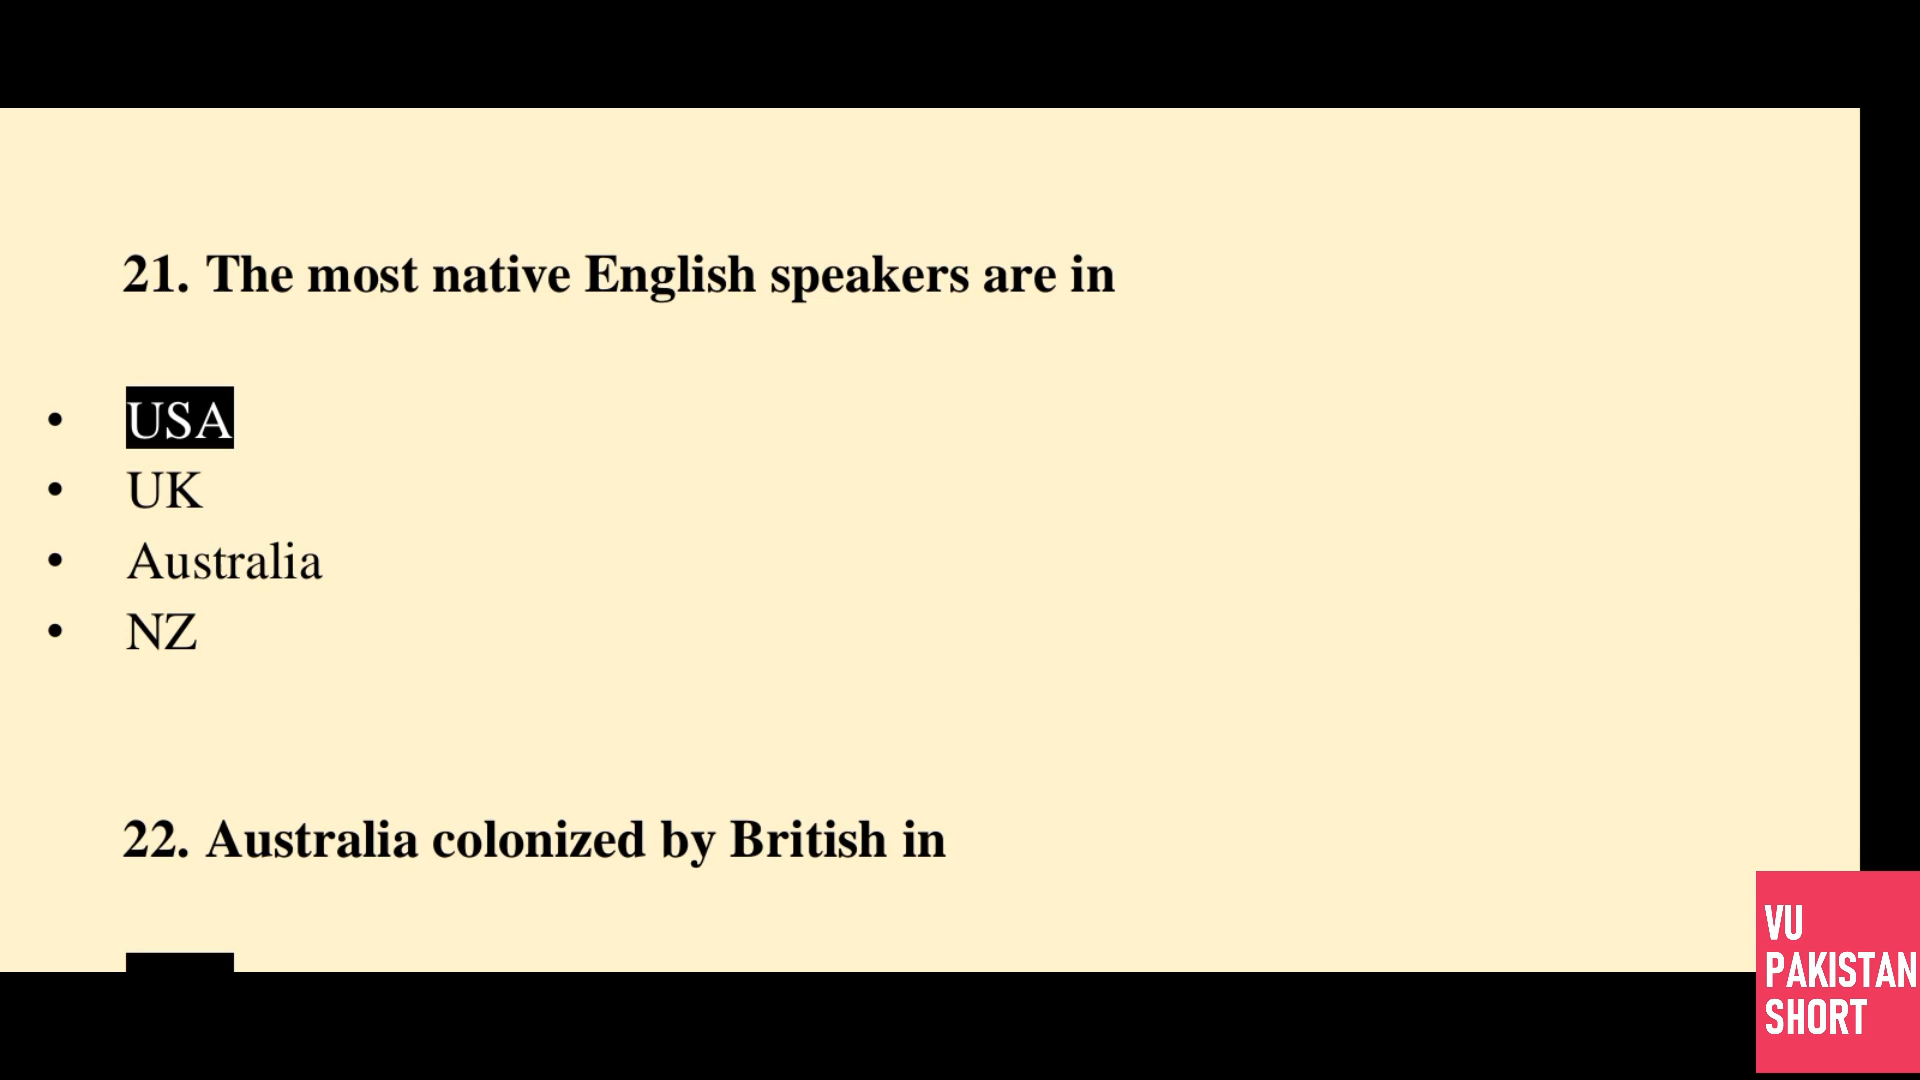 21. The most native English speakers are in
• USA
• UK
• Australia
• NZ
22. Australia colonized by British in
VU
PAKISTAN
SHORT